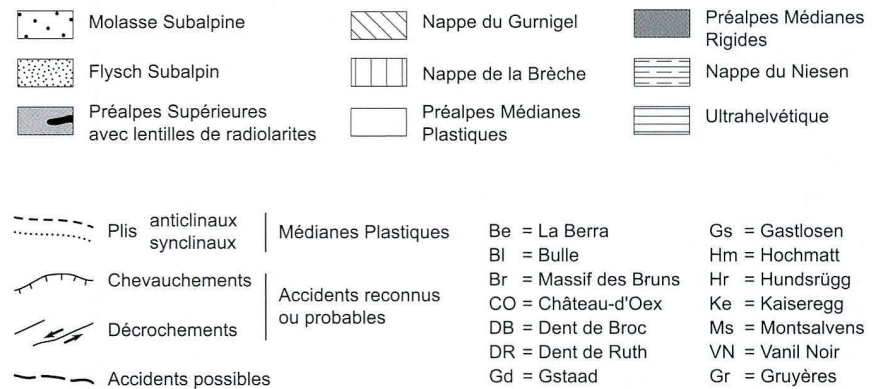 Molasse Subalpine
Flysch Subalpin
Préalpes Supérieures
avec lentilles de radiolarites
Nappe du Gurnigel
Nappe de la Brèche
Préalpes Médianes
Plastiques
Préalpes Médianes
Rigides
Nappe du Niesen
Ultrahelvétique
Plis
anticlinaux
synclinaux
Médianes Plastiques
Chevauchements
Décrochements
Accidents reconnus
ou probables
Accidents possibles
Be = La Berra
Bl = Bulle
Br = Massif des Bruns
CO = Château-d'Oex
DB = Dent de Broc
DR = Dent de Ruth
Gd = Gstaad
Gs = Gastlosen
Hm = Hochmatt
Hr = Hundsrügg
Ke = Kaiseregg
Ms = Montsalvens
VN = Vanil Noir
Gr = Gruyères